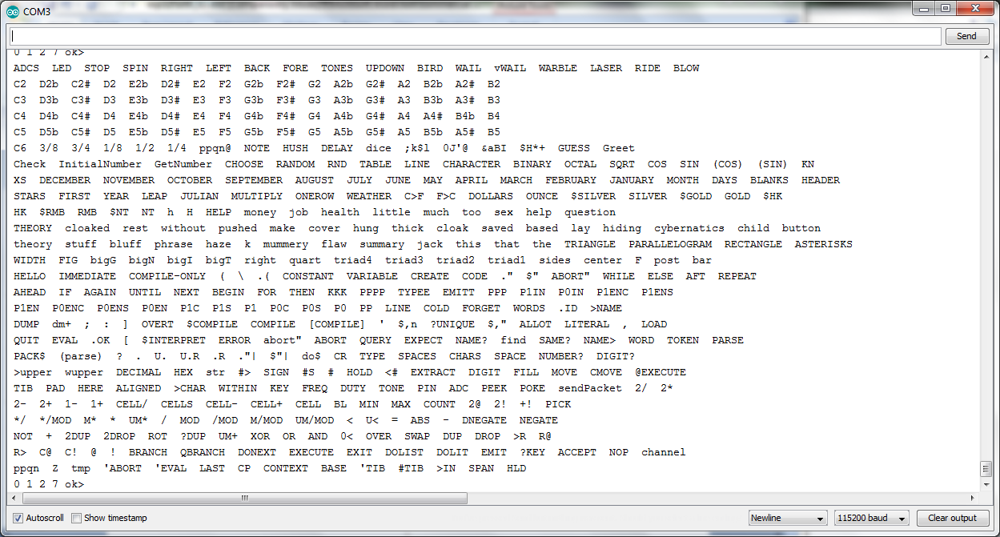 COM3
Send
0 1 2 7 ok>
ADCS LED STOP SPIN RIGHT LEFT BACK FORE TONES UPDOWN BIRD WAIL vWAIL WARBLE LASER RIDE BLOW
C2 D2b C2# D2 E2b D2# E2 F2 G2b F2# G2 A2b G2# A2 B2b A2# B2
C3 D3b C3# D3 E3b D3# E3 F3 G3b F3# G3 A3b G3# A3 B3b A3# B3
C4 D4b C4# D4 E4b D4# E4 F4 G4b F4# G4 A4b G4# A4 A4# B4b B4
C5 D5b C5# D5 E5b D5# E5 F5 G5b F5# G5 A5b G5# A5 B5b A5# B5
C6 3/8 3/4 1/8 1/2 1/4 ppqn@ NOTE HUSH DELAY dice ;k$l 0J'@ &aBI $H*+ GUESS Greet
Check InitialNumber GetNumber CHOOSE RANDOM RND TABLE LINE CHARACTER BINARY OCTAL SQRT COS SIN (COS) (SIN) KN
XS DECEMBER NOVEMBER OCTOBER SEPTEMBER AUGUST JULY JUNE MAY APRIL MARCH FEBRUARY JANUARY MONTH DAYS BLANKS HEADER
STARS FIRST YEAR LEAP JULIAN MULTIPLY ONEROW WEATHER C>F F>C DOLLARS OUNCE $SILVER SILVER $GOLD GOLD $HK
HK $RMB RMB $NT NT h H HELP money job health little much too sex help question
THEORY cloaked rest without pushed make cover hung thick cloak saved based lay hiding cybernatics child button
theory stuff bluff phrase haze k mummery flaw summary jack this that the TRIANGLE PARALLELOGRAM RECTANGLE ASTERISKS
WIDTH FIG bigG bigN bigI bigT right quart triad4 triad3 triad2 triad1 sides center F post bar
HELLO IMMEDIATE COMPILE-ONLY ( \ .( CONSTANT VARIABLE CREATE CODE ." $" ABORT" WHILE ELSE AFT REPEAT
AHEAD IF AGAIN UNTIL NEXT BEGIN FOR THEN KKK PPPP TYPEE EMITT PPP P1IN P0IN P1ENC P1ENS
P1EN P0ENC P0ENS P0EN P1C P1S P1 P0C P0S P0 PP LINE COLD FORGET WORDS .ID >NAME
DUMP dm+ ; : ] OVERT $COMPILE COMPILE [COMPILE] ' $,n ?UNIQUE $," ALLOT LITERAL , LOAD
QUIT EVAL .OK [ $INTERPRET ERROR abort" ABORT QUERY EXPECT NAME? find SAME? NAME> WORD TOKEN PARSE
PACK$ (parse) ? . U. U.R .R ."| $"| do$ CR TYPE SPACES CHARS SPACE NUMBER? DIGIT?
>upper wupper DECIMAL HEX str #> SIGN #S # HOLD <# EXTRACT DIGIT FILL MOVE CMOVE @EXECUTE
TIB PAD HERE ALIGNED >CHAR WITHIN KEY FREQ DUTY TONE PIN ADC PEEK POKE sendPacket 2/ 2*
2- 2+ 1- 1+ CELL/ CELLS CELL- CELL+ CELL BL MIN MAX COUNT 2@ 2! +! PICK
*/ */MOD M* * UM* / MOD /MOD M/MOD UM/MOD < U< = ABS - DNEGATE NEGATE
NOT + 2DUP 2DROP ROT ?DUP UM+ XOR OR AND 0< OVER SWAP DUP DROP >R R@
R> C@ C! @ ! BRANCH QBRANCH DONEXT EXECUTE EXIT DOLIST DOLIT EMIT ?KEY ACCEPT NOP channel
ppqn Z tmp 'ABORT 'EVAL LAST CP CONTEXT BASE 'TIB #TIB >IN SPAN HLD
0 1 2 7 ok>
Autoscroll Show timestamp Newline 115200 baud Clear output